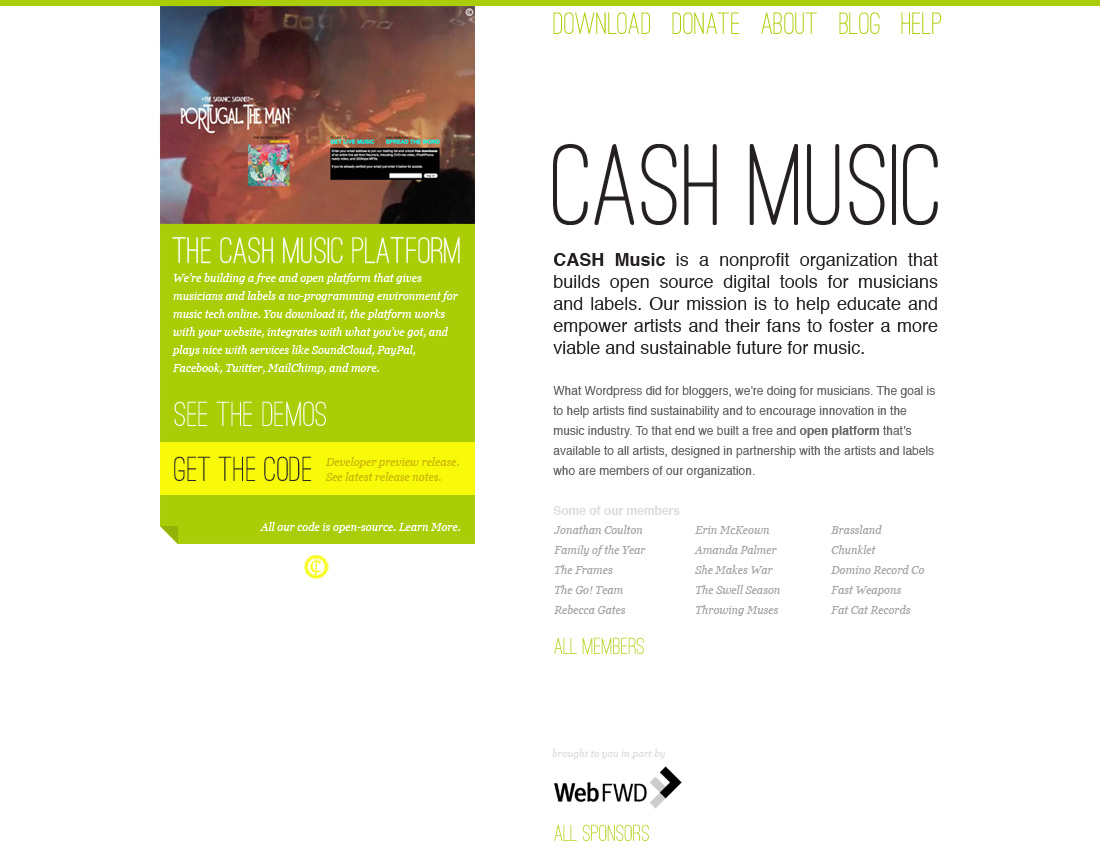 DOWNLOAD DONATE ABOUT BLOG HELP
THE SATANIC SATANIST
PORTUGAL. THE MAN
GET LIVE MUSIC SPREAD THE WORD
THE CASH MUSIC PLATFORM
We're building a free and open platform that gives
musicians and labels a no-programming environment for
music tech online. You download it, the platform works
with your website, integrates with what you've got, and
plays nice with services like SoundCloud, PayPal,
Facebook, Twitter, MailChimp, and more.
SEE THE DEMOS
GET THE CODE
Developer preview release.
See latest release notes.
All our code is open-source. Learn More.
CASH MUSIC
CASH Music is a nonprofit organization that
builds open source digital tools for musicians
and labels. Our mission is to help educate and
empower artists and their fans to foster a more
viable and sustainable future for music.
What Wordpress did for bloggers, we're doing for musicians. The goal is
to help artists find sustainability and to encourage innovation in the
music industry. To that end we built a free and open platform that's
available to all artists, designed in partnership with the artists and labels
who are members of our organization.
Some of our members
Jonathan Coulton Erin McKeown Brassland
Family of the Year Amanda Palmer Chunklet
The Frames She Makes War Domino Record Co
The Go! Team The Swell Season Fast Weapons
Rebecca Gates Throwing Muses Fat Cat Records
ALL MEMBERS
brought to you in part by
WebFWD
ALL SPONSORS